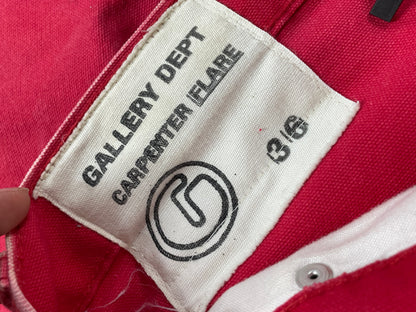 GALLERY DEPT
CARPENTER FLARE
36
G